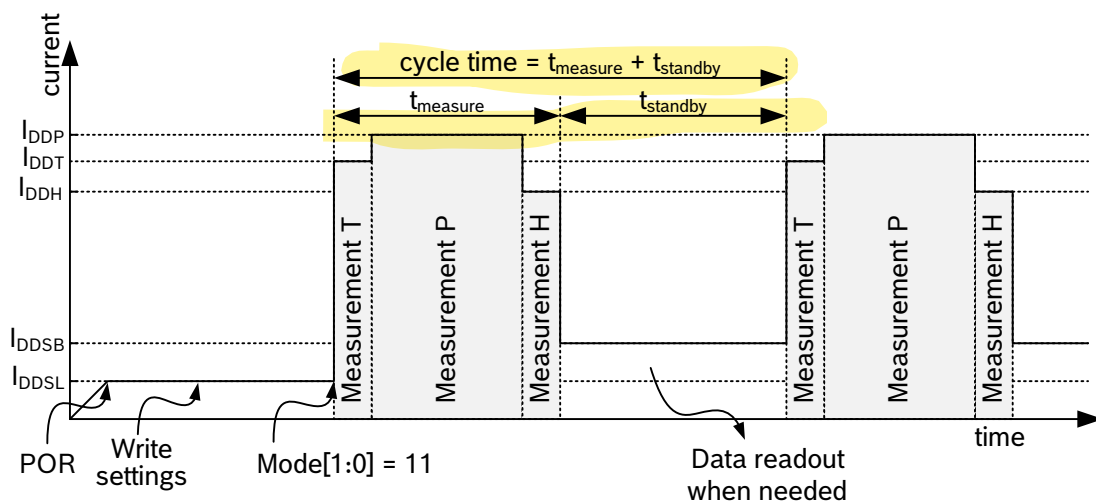 current
cycle time = tmeasure + tstandby
tmeasure
tstandby
IDDP
IDDT
IDDH
IDDSB
IDDSL
Measurement T
Measurement P
Measurement H
Measurement T
Measurement P
Measurement H
time
POR
Write
settings
Mode[1:0] = 11
Data readout
when needed